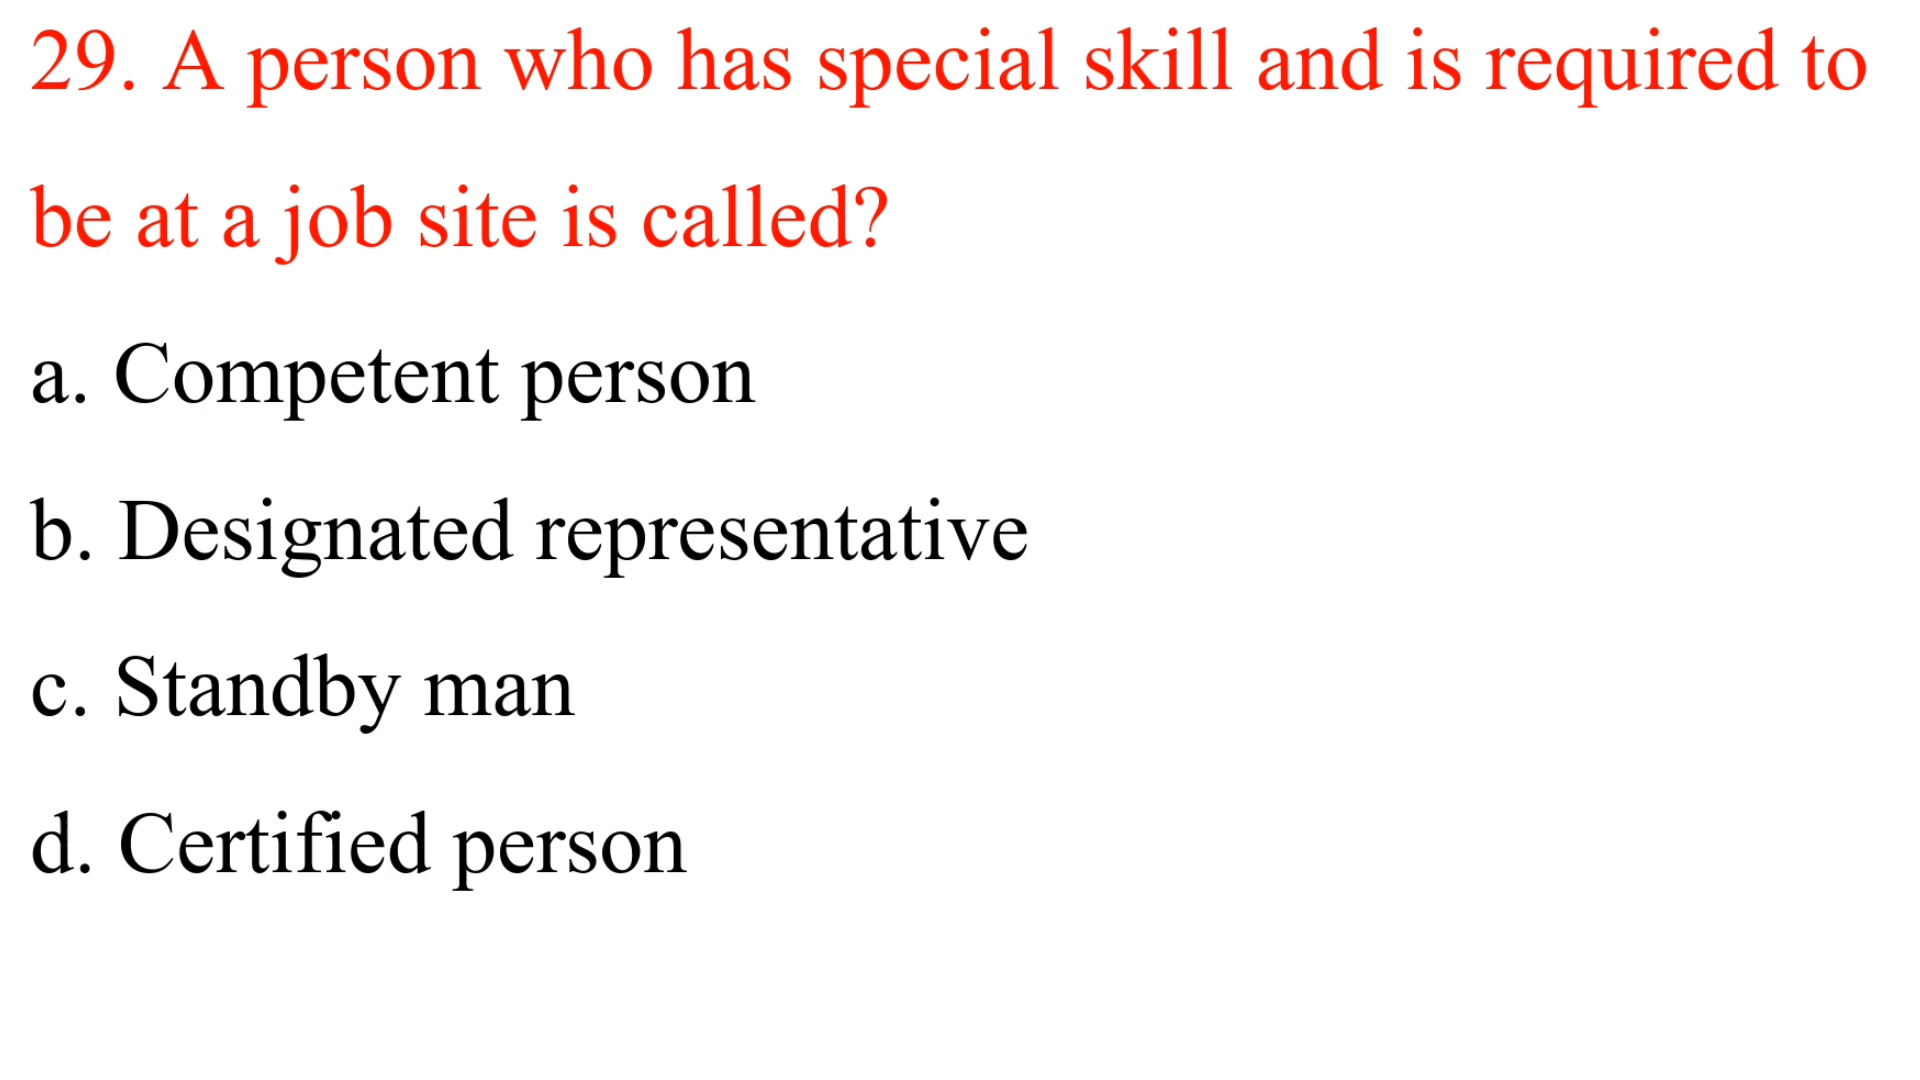 29. A person who has special skill and is required to
be at a job site is called?
a. Competent person
b. Designated representative
c. Standby man
d. Certified person